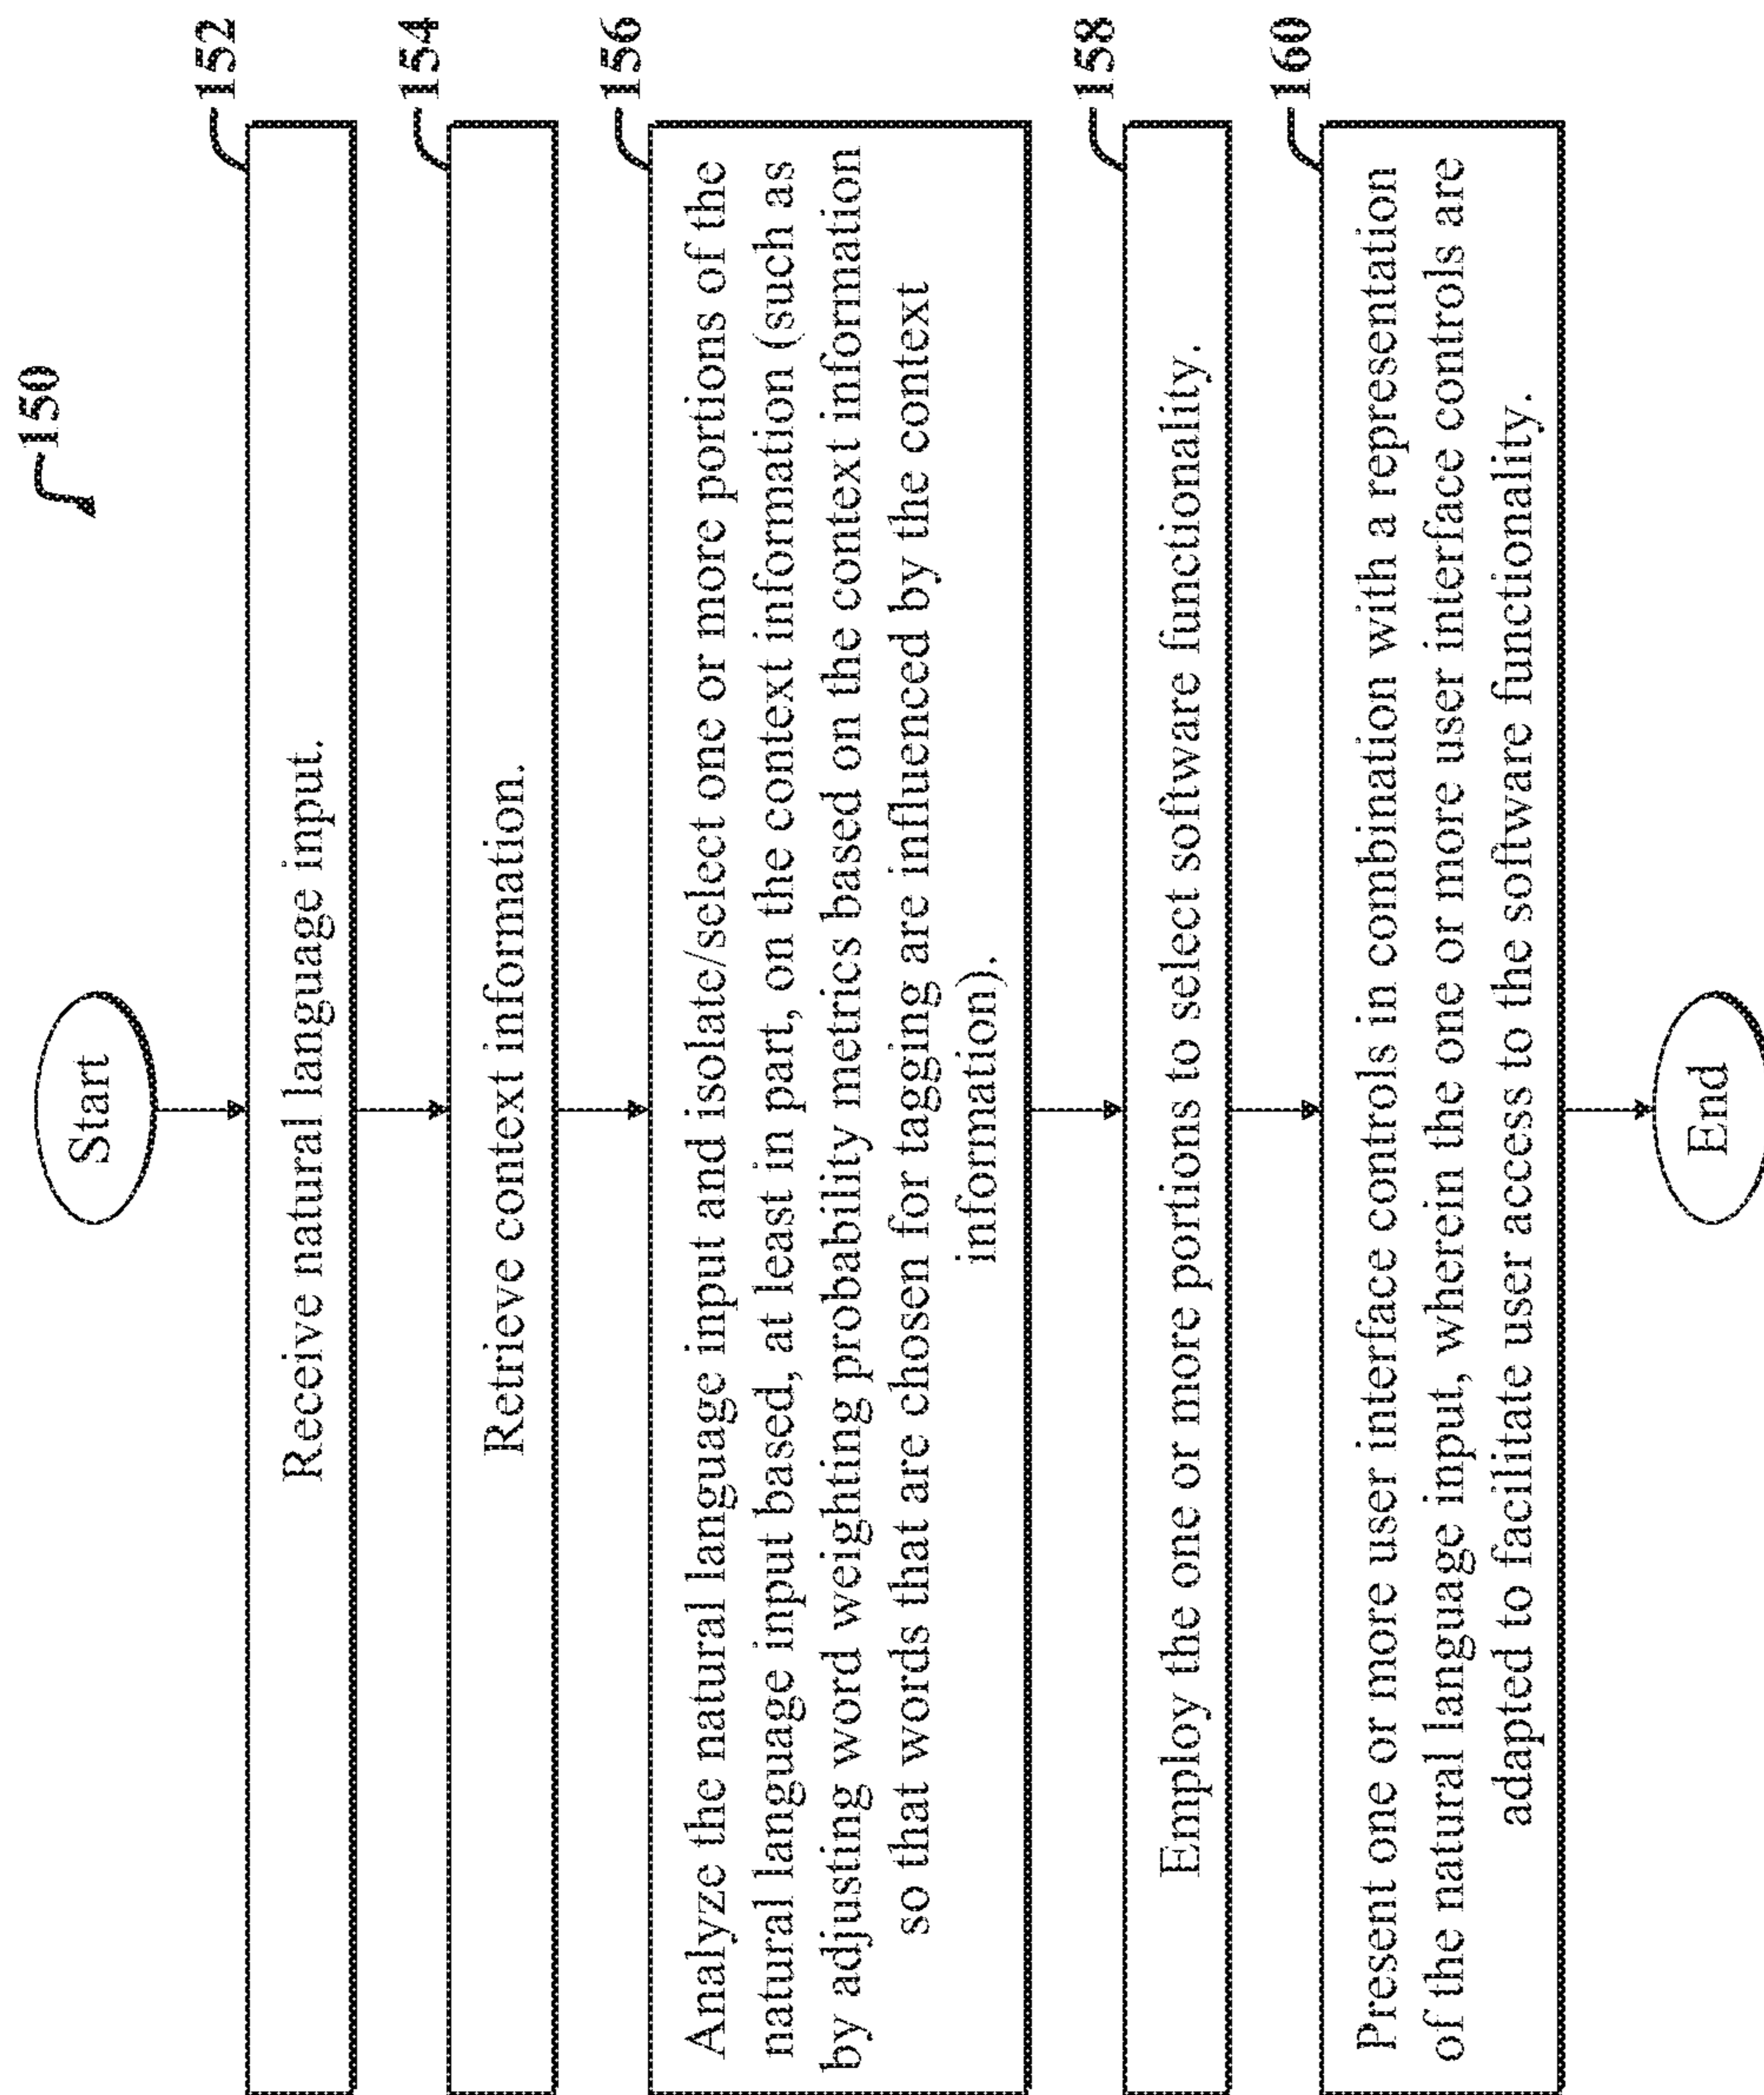 150
Start
152
Receive natural language input.
154
Retrieve context information.
156
Analyze the natural language input and isolate/select one or more portions of the
natural language input based, at least in part, on the context information (such as
by adjusting word weighting probability metrics based on the context information
so that words that are chosen for tagging are influenced by the context
information).
158
Employ the one or more portions to select software functionality.
160
Present one or more user interface controls in combination with a representation
of the natural language input, wherein the one or more user interface controls are
adapted to facilitate user access to the software functionality.
End